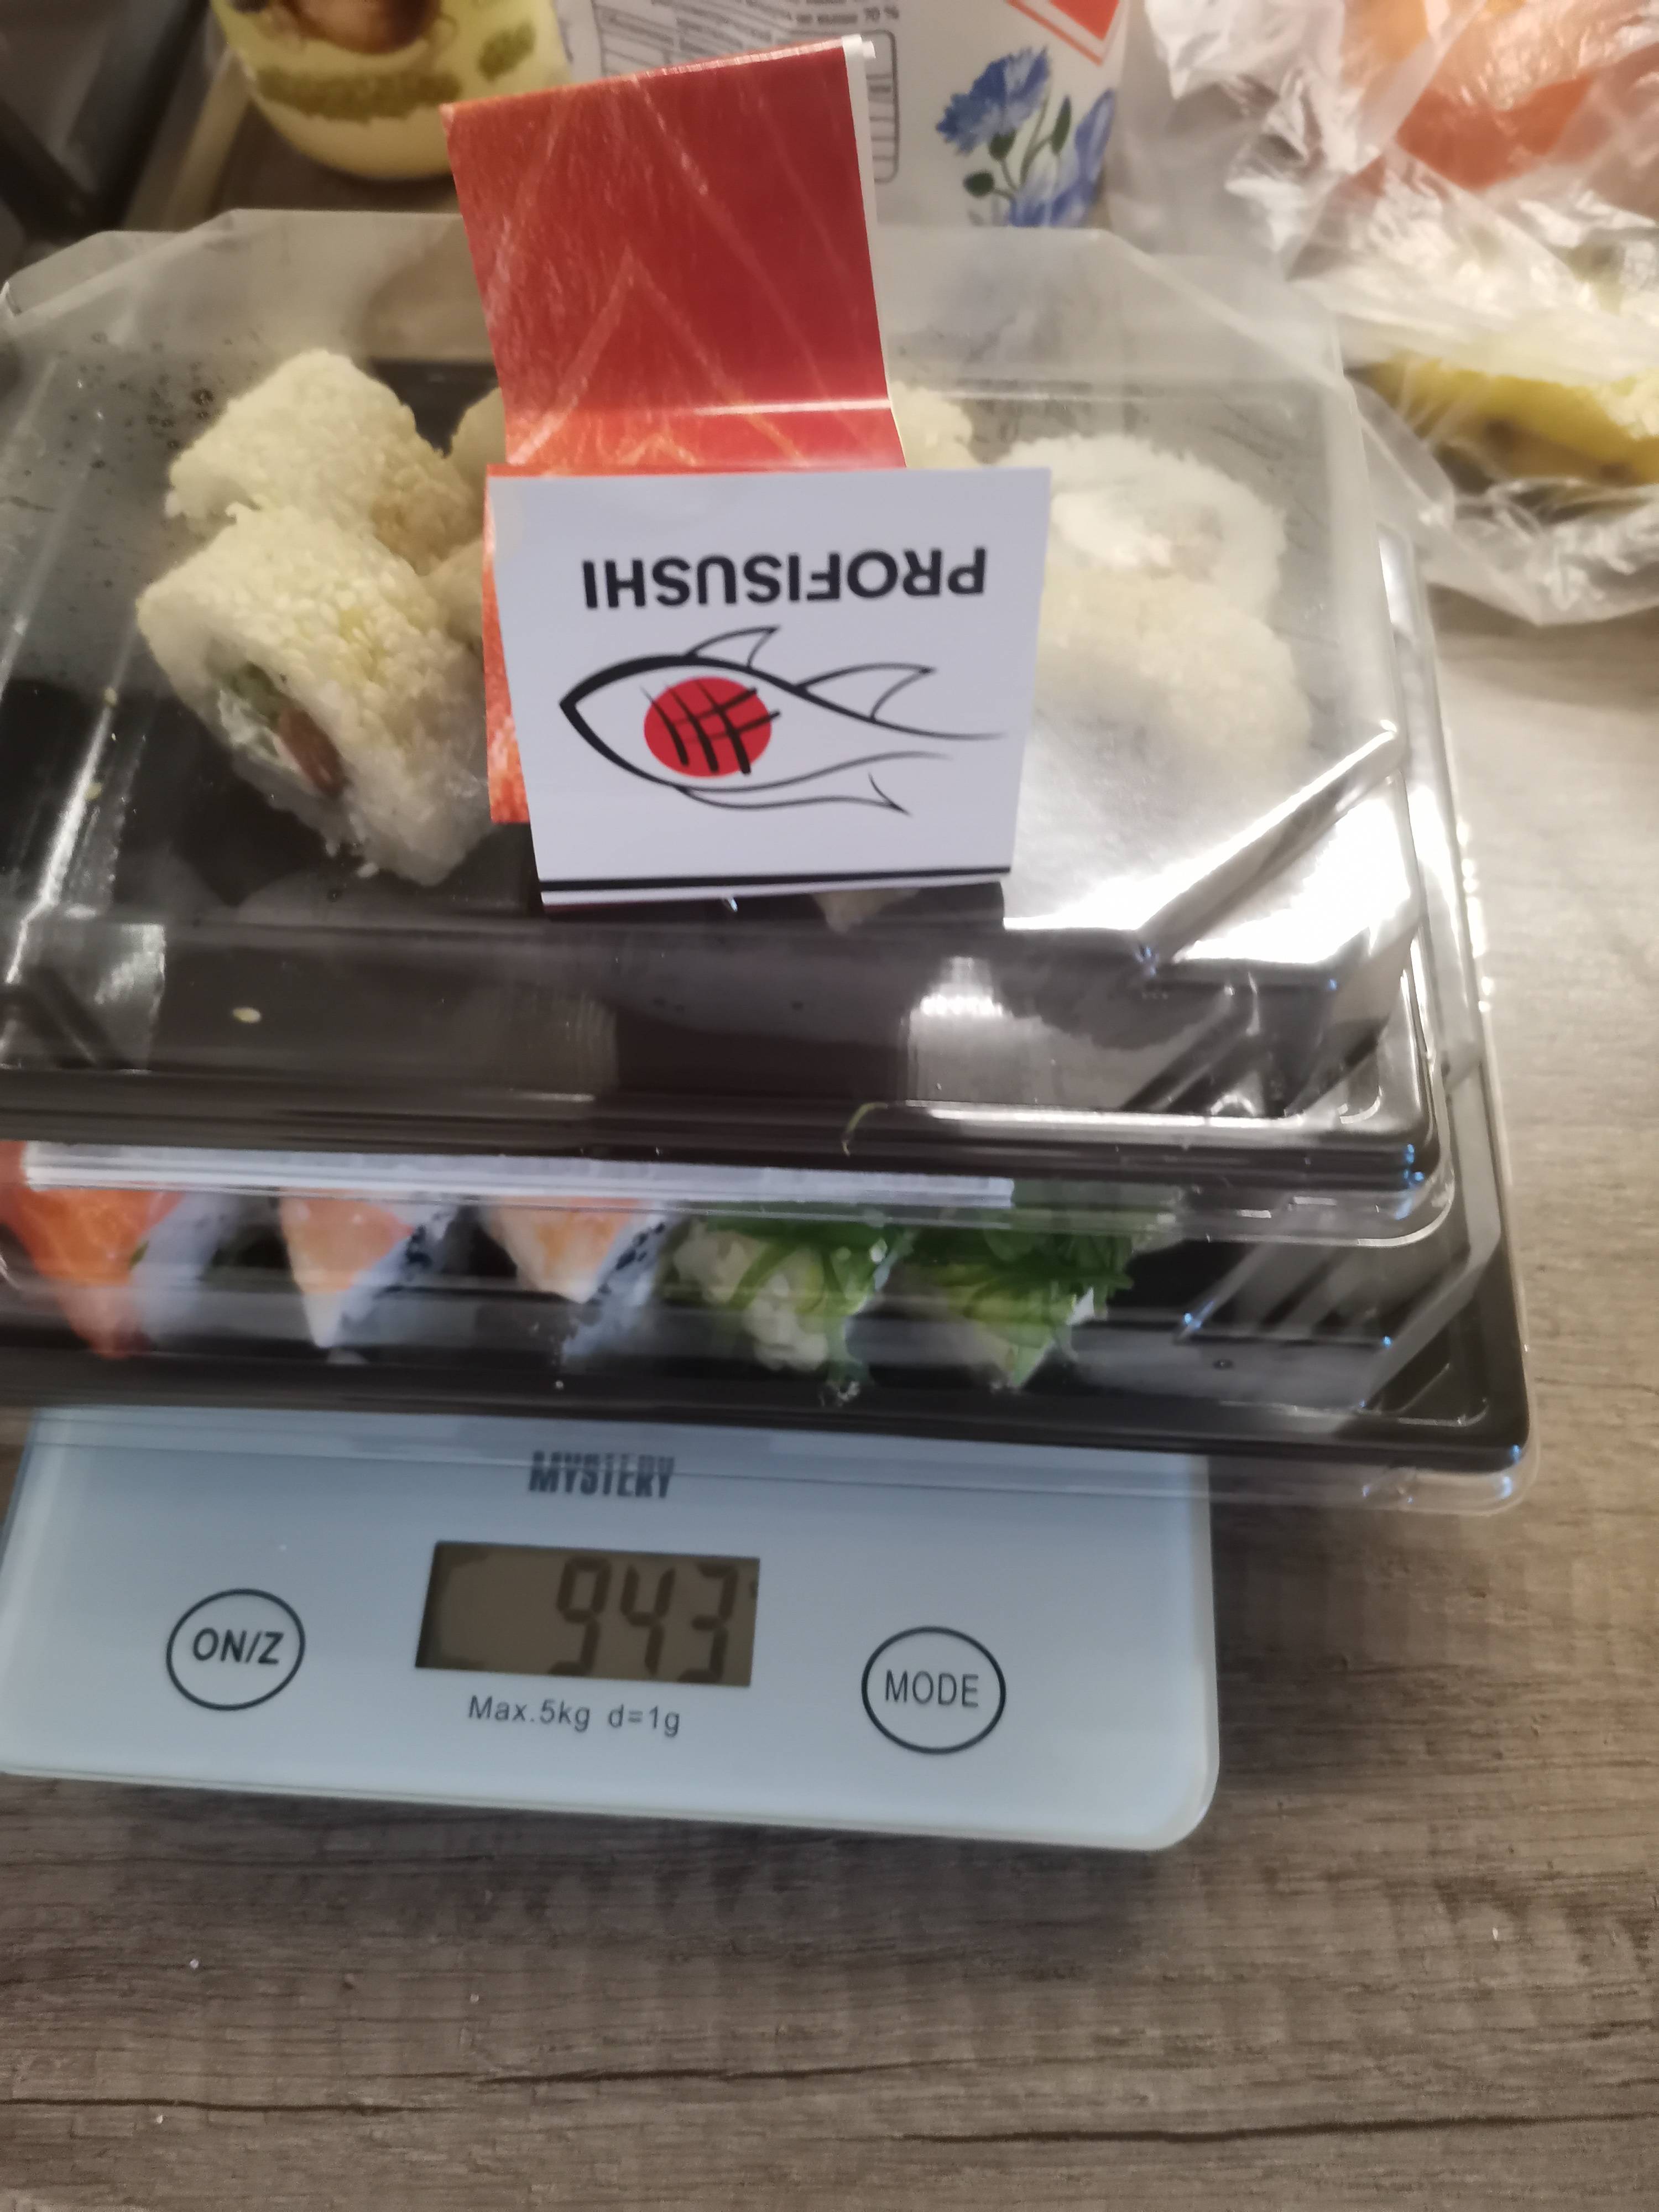 PROFISUSHI
MYSTERY
943
ON/Z
MODE
Max.5kg d=1g